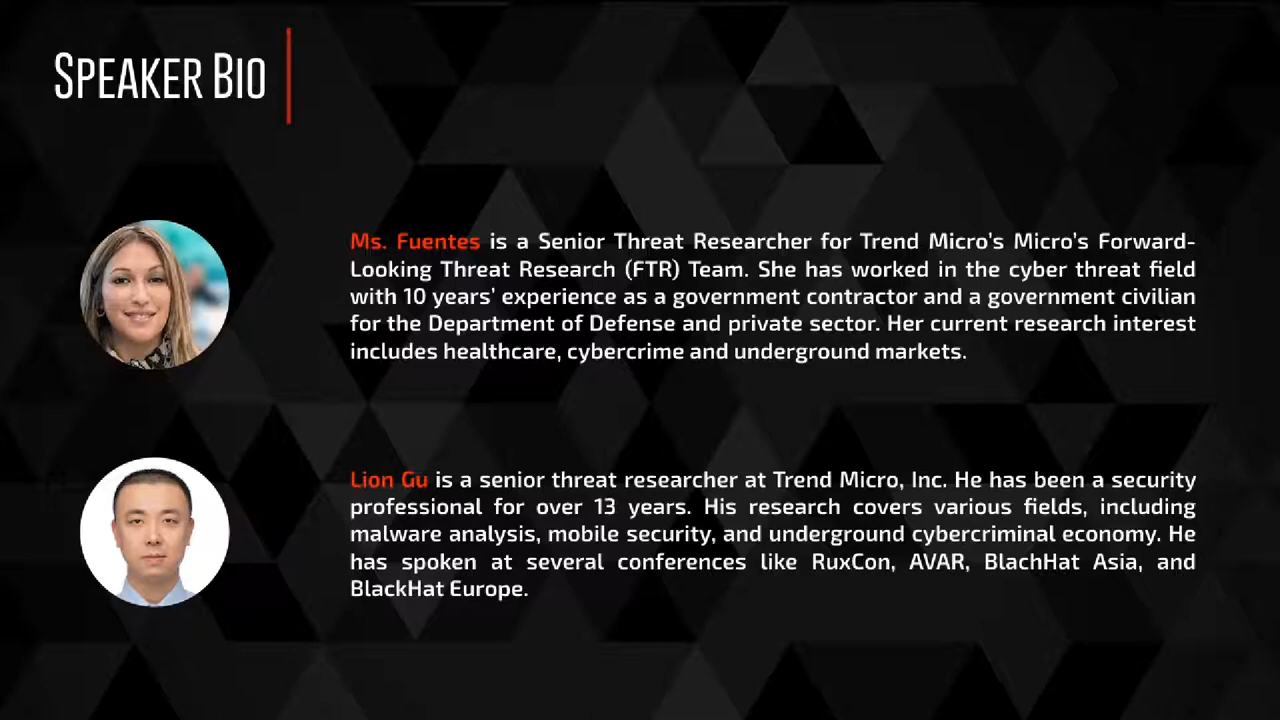 SPEAKER BIO
Ms. Fuentes is a Senior Threat Researcher for Trend Micro's Micro's Forward-
Looking Threat Research (FTR) Team. She has worked in the cyber threat field
with 10 years' experience as a government contractor and a government civilian
for the Department of Defense and private sector. Her current research interest
includes healthcare, cybercrime and underground markets.
Lion Gu is a senior threat researcher at Trend Micro, Inc. He has been a security
professional for over 13 years. His research covers various fields, including
malware analysis, mobile security, and underground cybercriminal economy. He
has spoken at several conferences like RuxCon, AVAR, BlachHat Asia, and
BlackHat Europe.